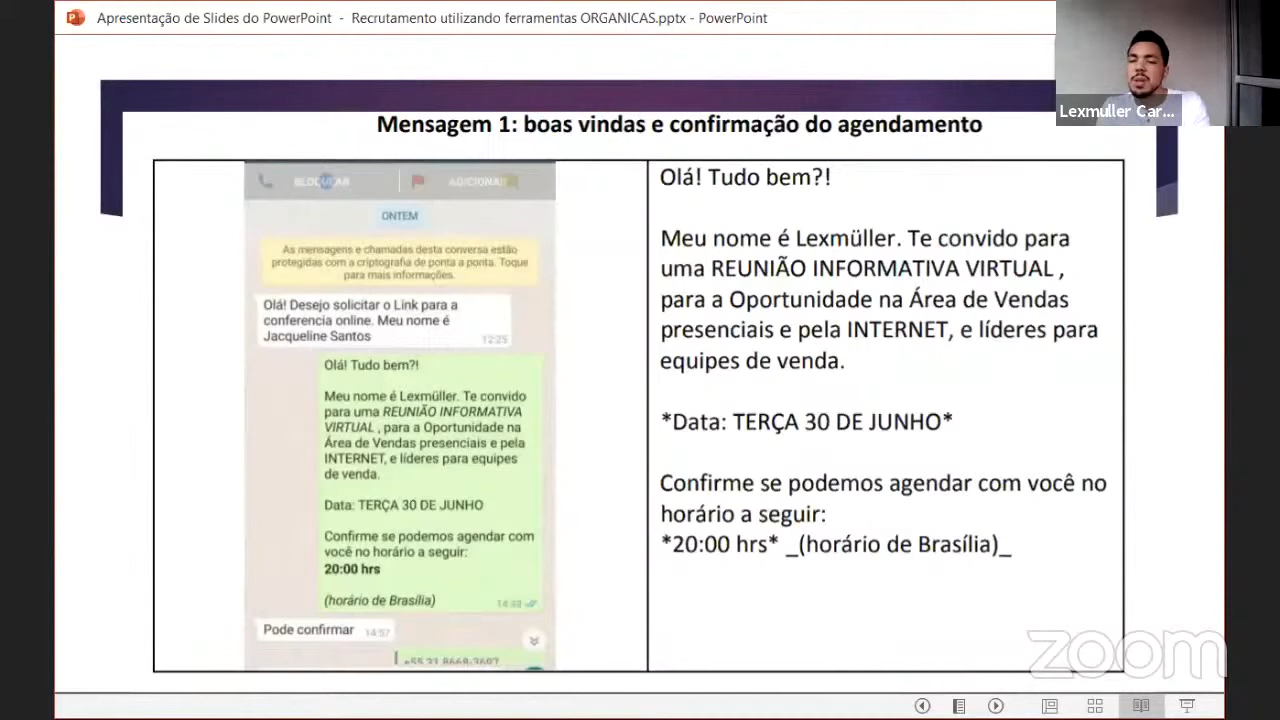 Apresentação de Slides do PowerPoint - Recrutamento utilizando ferramentas ORGANICAS.pptx - PowerPoint
Lexmuller Car...
Mensagem 1: boas vindas e confirmação do agendamento
BLOQUEAR
ADICIONAR
ONTEM
As mensagens e chamadas desta conversa estão
protegidas com a criptografia de ponta a ponta. Toque
para mais informações.
Olá! Desejo solicitar o Link para a
conferencia online. Meu nome é
Jacqueline Santos
12:25
Olá! Tudo bem?!
Meu nome é Lexmüller. Te convido
para uma REUNIÃO INFORMATIVA
VIRTUAL , para a Oportunidade na
Área de Vendas presenciais e pela
INTERNET, e líderes para equipes
de venda.
Data: TERÇA 30 DE JUNHO
Confirme se podemos agendar com
você no horário a seguir:
20:00 hrs
(horário de Brasília)
Pode confirmar 14:57
Olá! Tudo bem?!
Meu nome é Lexmüller. Te convido para
uma REUNIÃO INFORMATIVA VIRTUAL ,
para a Oportunidade na Área de Vendas
presenciais e pela INTERNET, e líderes para
equipes de venda.
*Data: TERÇA 30 DE JUNHO*
Confirme se podemos agendar com você no
horário a seguir:
*20:00 hrs* _(horário de Brasília)_
zoom